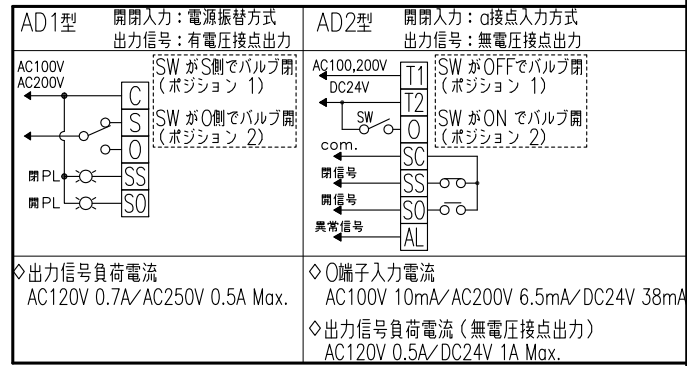 AD1型 開閉入力：電源振替方式
出力信号：有電圧接点出力
AC100V
AC200V
SW がS側でバルブ閉
（ポジション 1）
SW がO側でバルブ開
（ポジション 2）
C
S
O
SS
SO
閉PL
開PL
◇出力信号負荷電流
AC120V 0.7A/AC250V 0.5A Max.
AD2型 開閉入力：a接点入力方式
出力信号：無電圧接点出力
AC100,200V
DC24V
SW
SW がOFFでバルブ閉
（ポジション 1）
SW がON でバルブ開
（ポジション 2）
T1
T2
O
SC
SS
SO
AL
com.
閉信号
開信号
異常信号
◇O端子入力電流
AC100V 10mA/AC200V 6.5mA/DC24V 38mA
◇出力信号負荷電流（無電圧接点出力）
AC120V 0.5A/DC24V 1A Max.